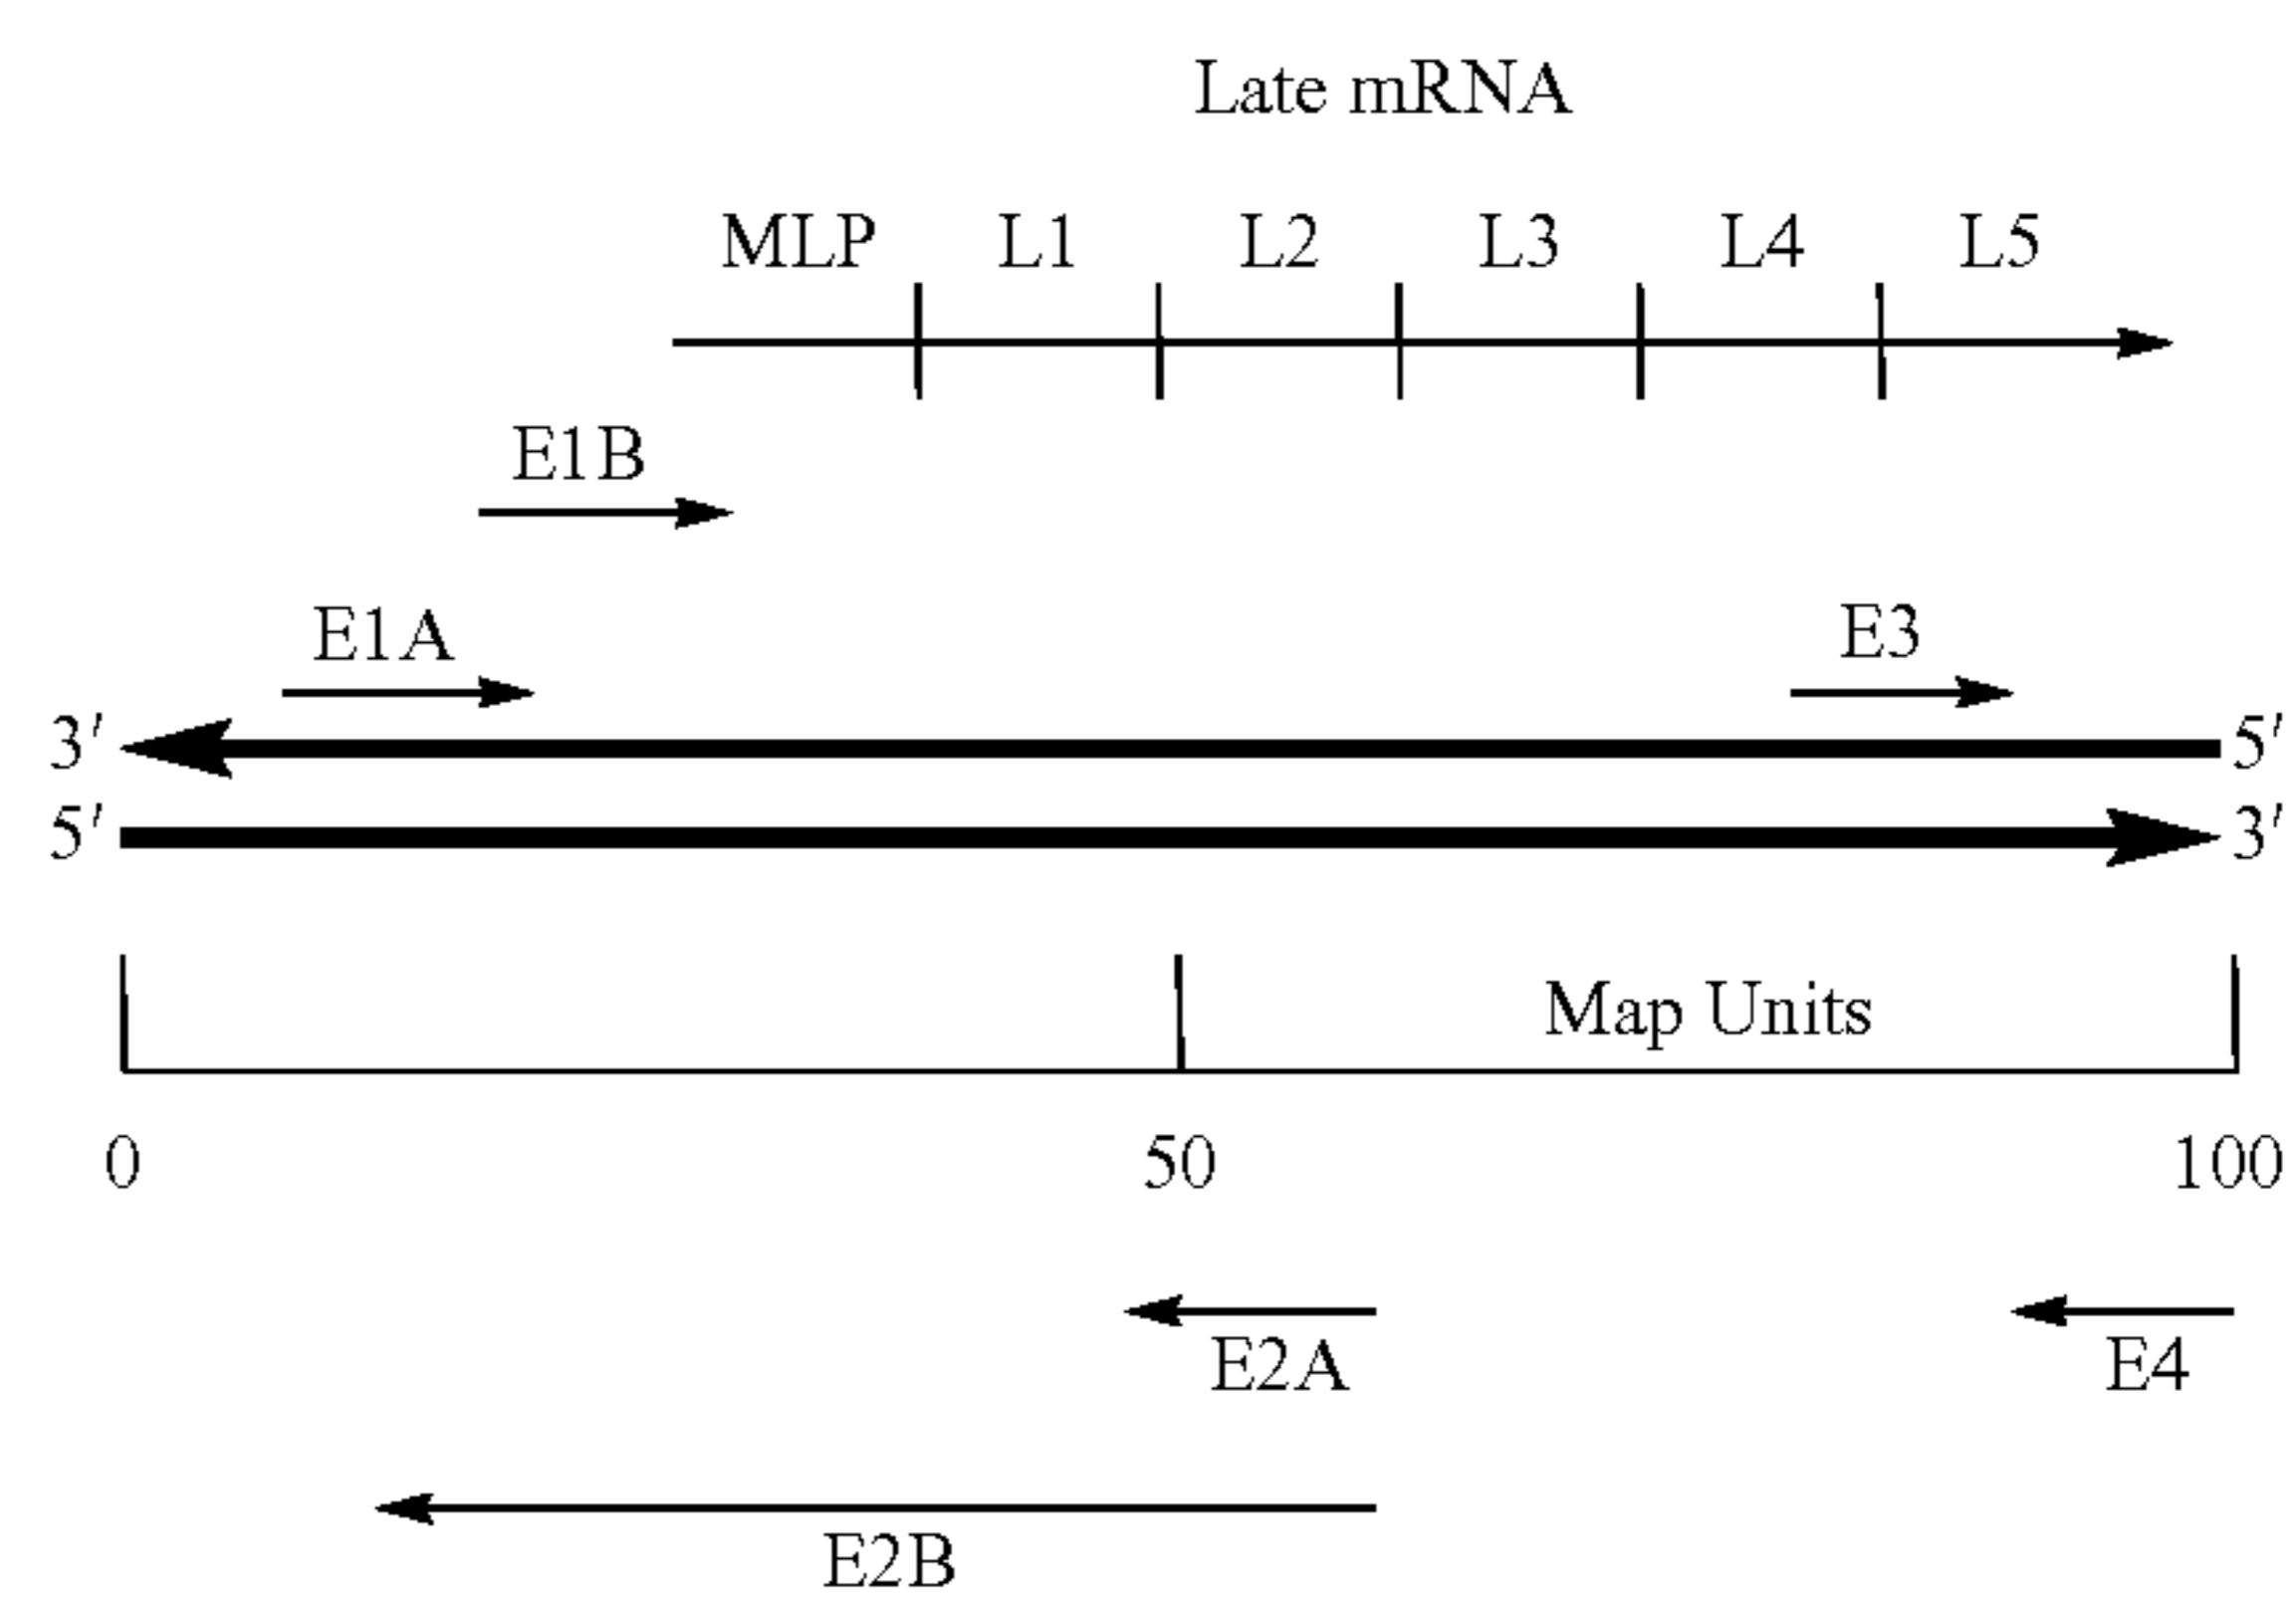 Late mRNA
MLP L1 L2 L3 L4 L5
E1B
E1A E3
3′ 5′
5′ 3′
Map Units
0 50 100
E2A E4
E2B